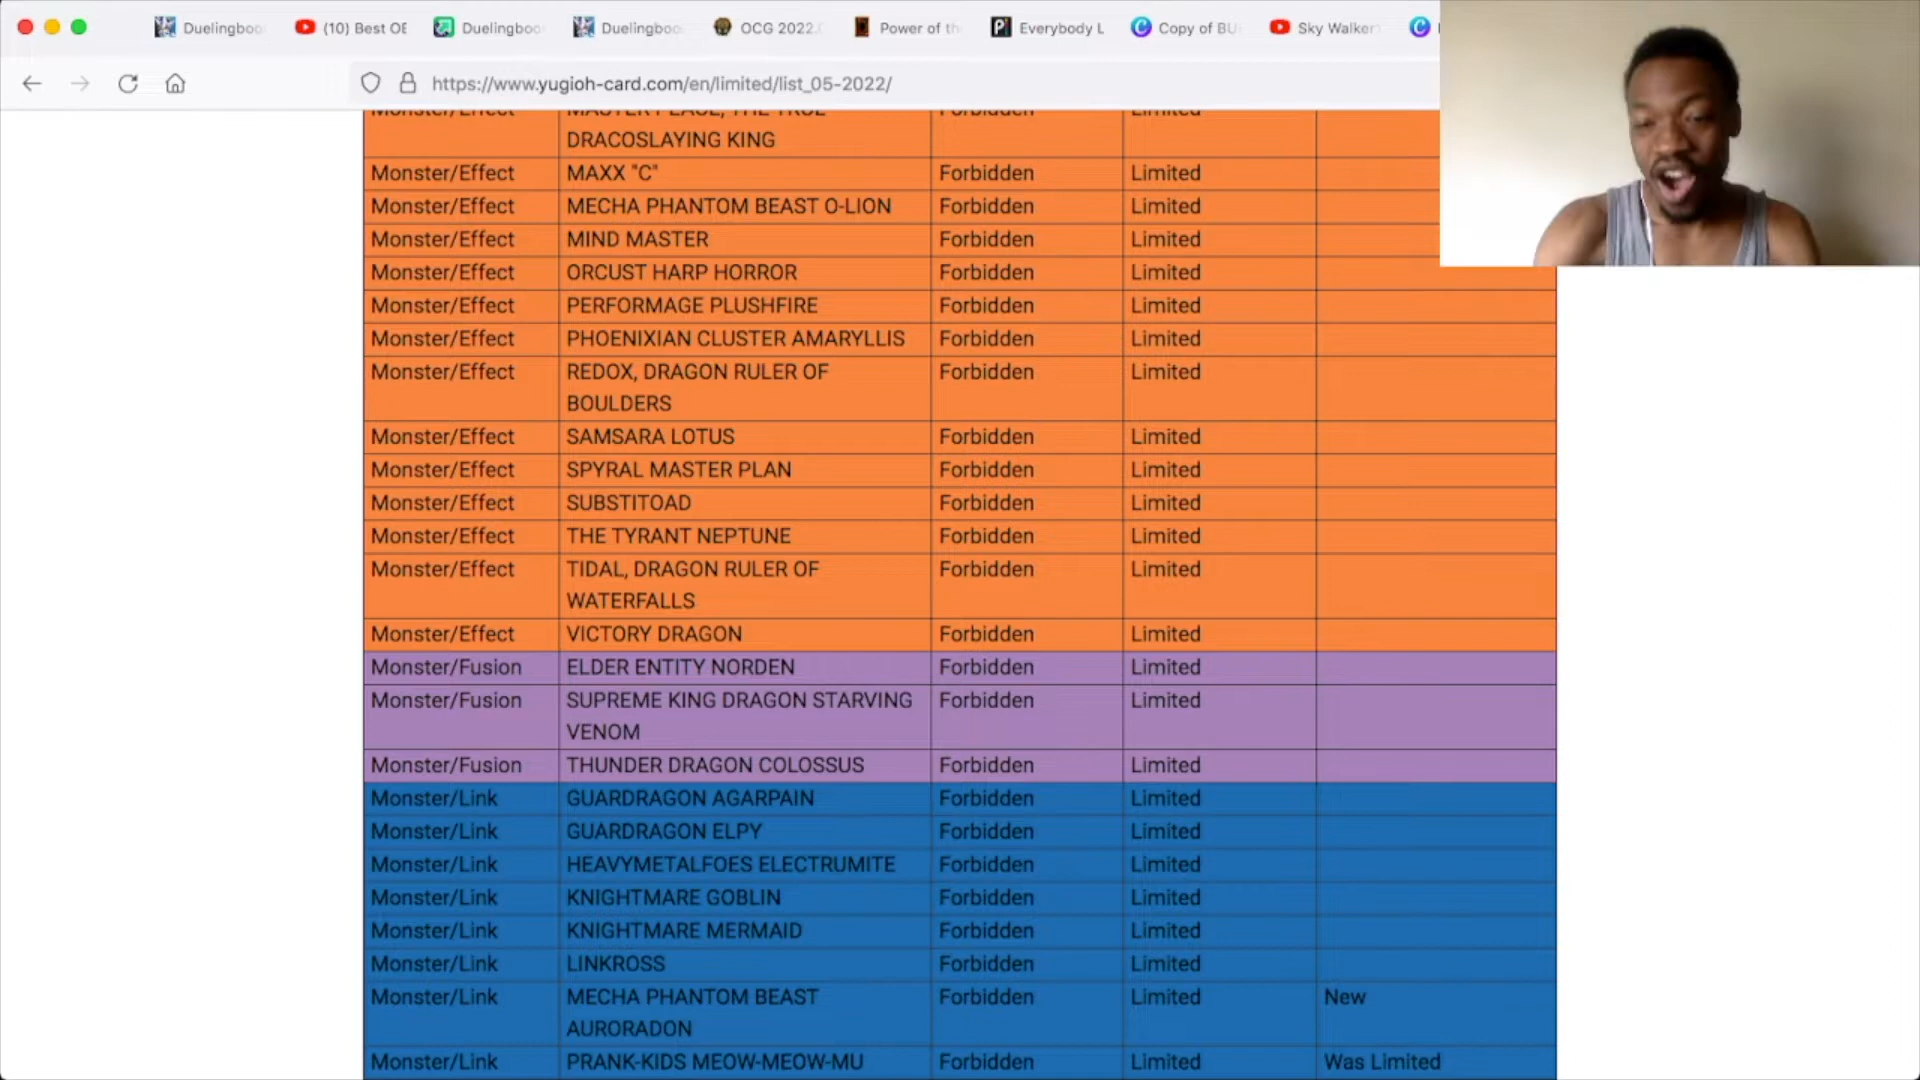 Duelingboo
(10) Best OE
Duelingboo
Duelingboo
OCG 2022.
Power of th
Everybody L
Copy of BU
Sky Walker
https://www.yugioh-card.com/en/limited/list_05-2022/
DRACOSLAYING KING
Monster/Effect MAXX "C" Forbidden Limited
Monster/Effect MECHA PHANTOM BEAST O-LION Forbidden Limited
Monster/Effect MIND MASTER Forbidden Limited
Monster/Effect ORCUST HARP HORROR Forbidden Limited
Monster/Effect PERFORMAGE PLUSHFIRE Forbidden Limited
Monster/Effect PHOENIXIAN CLUSTER AMARYLLIS Forbidden Limited
Monster/Effect REDOX, DRAGON RULER OF Forbidden Limited
BOULDERS
Monster/Effect SAMSARA LOTUS Forbidden Limited
Monster/Effect SPYRAL MASTER PLAN Forbidden Limited
Monster/Effect SUBSTITOAD Forbidden Limited
Monster/Effect THE TYRANT NEPTUNE Forbidden Limited
Monster/Effect TIDAL, DRAGON RULER OF Forbidden Limited
WATERFALLS
Monster/Effect VICTORY DRAGON Forbidden Limited
Monster/Fusion ELDER ENTITY NORDEN Forbidden Limited
Monster/Fusion SUPREME KING DRAGON STARVING Forbidden Limited
VENOM
Monster/Fusion THUNDER DRAGON COLOSSUS Forbidden Limited
Monster/Link GUARDRAGON AGARPAIN Forbidden Limited
Monster/Link GUARDRAGON ELPY Forbidden Limited
Monster/Link HEAVYMETALFOES ELECTRUMITE Forbidden Limited
Monster/Link KNIGHTMARE GOBLIN Forbidden Limited
Monster/Link KNIGHTMARE MERMAID Forbidden Limited
Monster/Link LINKROSS Forbidden Limited
Monster/Link MECHA PHANTOM BEAST Forbidden Limited New
AURORADON
Monster/Link PRANK-KIDS MEOW-MEOW-MU Forbidden Limited Was Limited